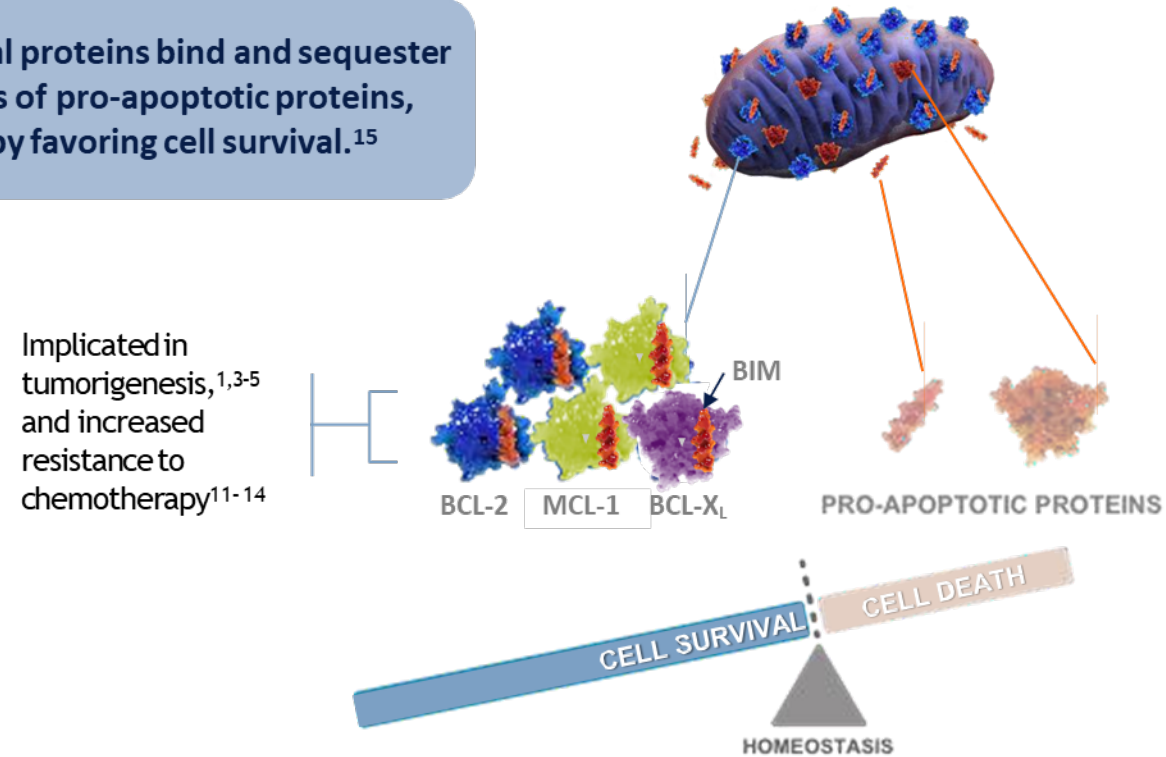 proteins bind and sequester
of pro-apoptotic proteins,
favoring cell survival.15
Implicated in
tumorigenesis,1,3-5
and increased
resistance to
chemotherapy11-14
BIM
BCL-2 MCL-1 BCL-XL
PRO-APOPTOTIC PROTEINS
CELL DEATH
CELL SURVIVAL
HOMEOSTASIS